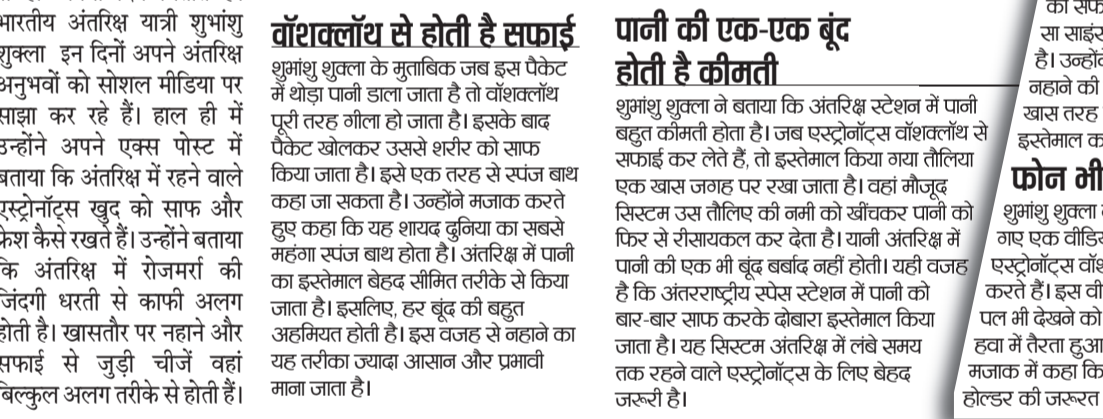 भारतीय अंतरिक्ष यात्री शुभांशु
शुक्ला इन दिनों अपने अंतरिक्ष
अनुभवों को सोशल मीडिया पर
साझा कर रहे हैं। हाल ही में
उन्होंने अपने एक्स पोस्ट में
बताया कि अंतरिक्ष में रहने वाले
एस्ट्रोनॉट्स खुद को साफ और
फ्रेश कैसे रखते हैं। उन्होंने बताया
कि अंतरिक्ष में रोजमर्रा की
जिंदगी धरती से काफी अलग
होती है। खासतौर पर नहाने और
सफाई से जुड़ी चीजें वहां
बिल्कुल अलग तरीके से होती हैं।
वॉशक्लॉथ से होती है सफाई
शुभांशु शुक्ला के मुताबिक जब इस पैकेट
में थोड़ा पानी डाला जाता है तो वॉशक्लॉथ
पूरी तरह गीला हो जाता है। इसके बाद
पैकेट खोलकर उससे शरीर को साफ
किया जाता है। इसे एक तरह से स्पंज बाथ
कहा जा सकता है। उन्होंने मजाक करते
हुए कहा कि यह शायद दुनिया का सबसे
महंगा स्पंज बाथ होता है। अंतरिक्ष में पानी
का इस्तेमाल बेहद सीमित तरीके से किया
जाता है। इसलिए, हर बूंद की बहुत
अहमियत होती है। इस वजह से नहाने का
यह तरीका ज्यादा आसान और प्रभावी
माना जाता है।
पानी की एक-एक बूंद
होती है कीमती
शुभांशु शुक्ला ने बताया कि अंतरिक्ष स्टेशन में पानी
बहुत कीमती होता है। जब एस्ट्रोनॉट्स वॉशक्लॉथ से
सफाई कर लेते हैं, तो इस्तेमाल किया गया तौलिया
एक खास जगह पर रखा जाता है। वहां मौजूद
सिस्टम उस तौलिए की नमी को खींचकर पानी को
फिर से रीसायकल कर देता है। यानी अंतरिक्ष में
पानी की एक भी बूंद बर्बाद नहीं होती। यही वजह
है कि अंतरराष्ट्रीय स्पेस स्टेशन में पानी को
बार-बार साफ करके दोबारा इस्तेमाल किया
जाता है। यह सिस्टम अंतरिक्ष में लंबे समय
तक रहने वाले एस्ट्रोनॉट्स के लिए बेहद
जरूरी है।
सा
है।
नहाने की
खास तरह
इस्तेमाल
फोन भी
शुभांशु शुक्ला
गए एक
एस्ट्रोनॉट्स
करते हैं। इस
पल भी देखने को
हवा में तैरता हुआ
मजाक में कहा कि
होल्डर की जरूरत